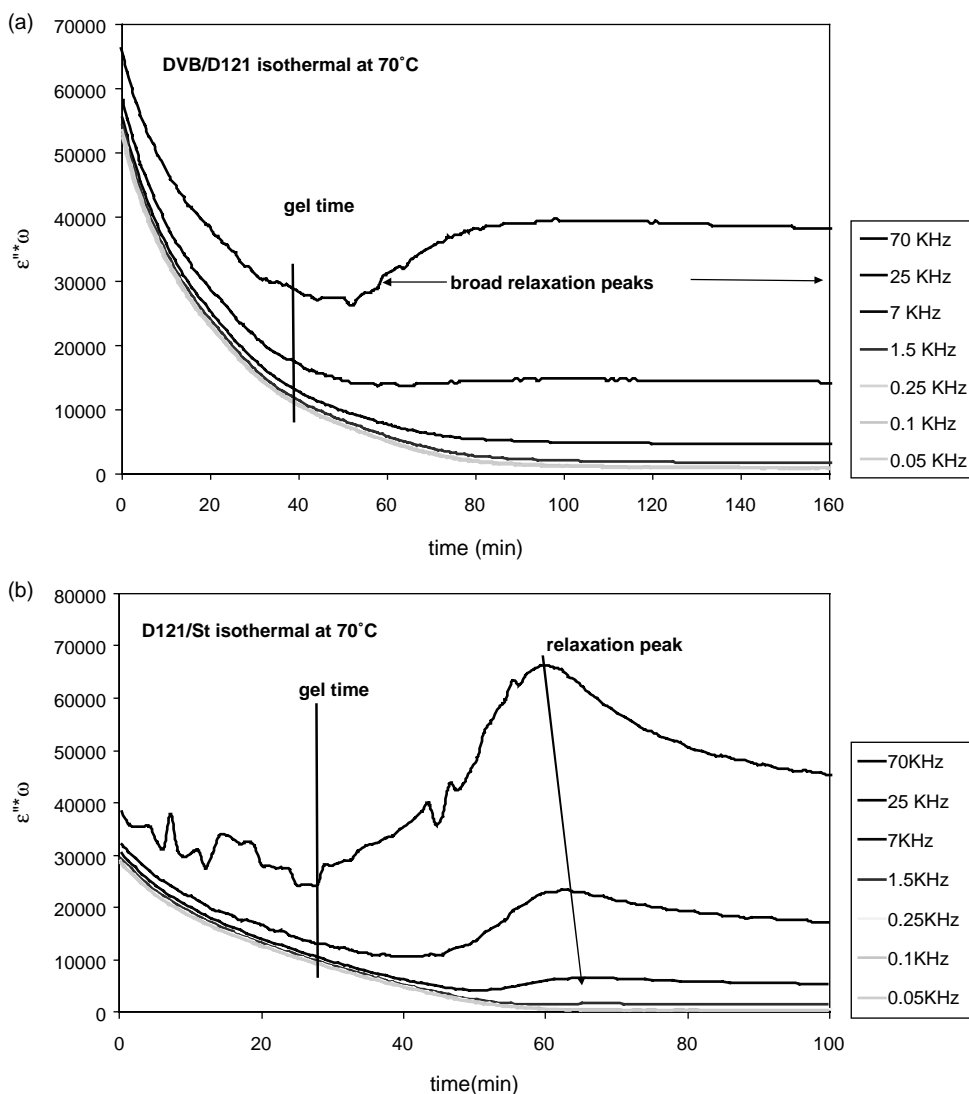 (a)
70000
60000
50000
40000
30000
20000
10000
0
ε"*ω
DVB/D121 isothermal at 70˚C
gel time
broad relaxation peaks
0 20 40 60 80 100 120 140 160
time (min)
70 KHz
25 KHz
7 KHz
1.5 KHz
0.25 KHz
0.1 KHz
0.05 KHz
(b)
80000
70000
60000
50000
40000
30000
20000
10000
0
ε"*ω
D121/St isothermal at 70˚C
relaxation peak
gel time
0 20 40 60 80 100
time(min)
70KHz
25 KHz
7KHz
1.5KHz
0.25KHz
0.1KHz
0.05KHz